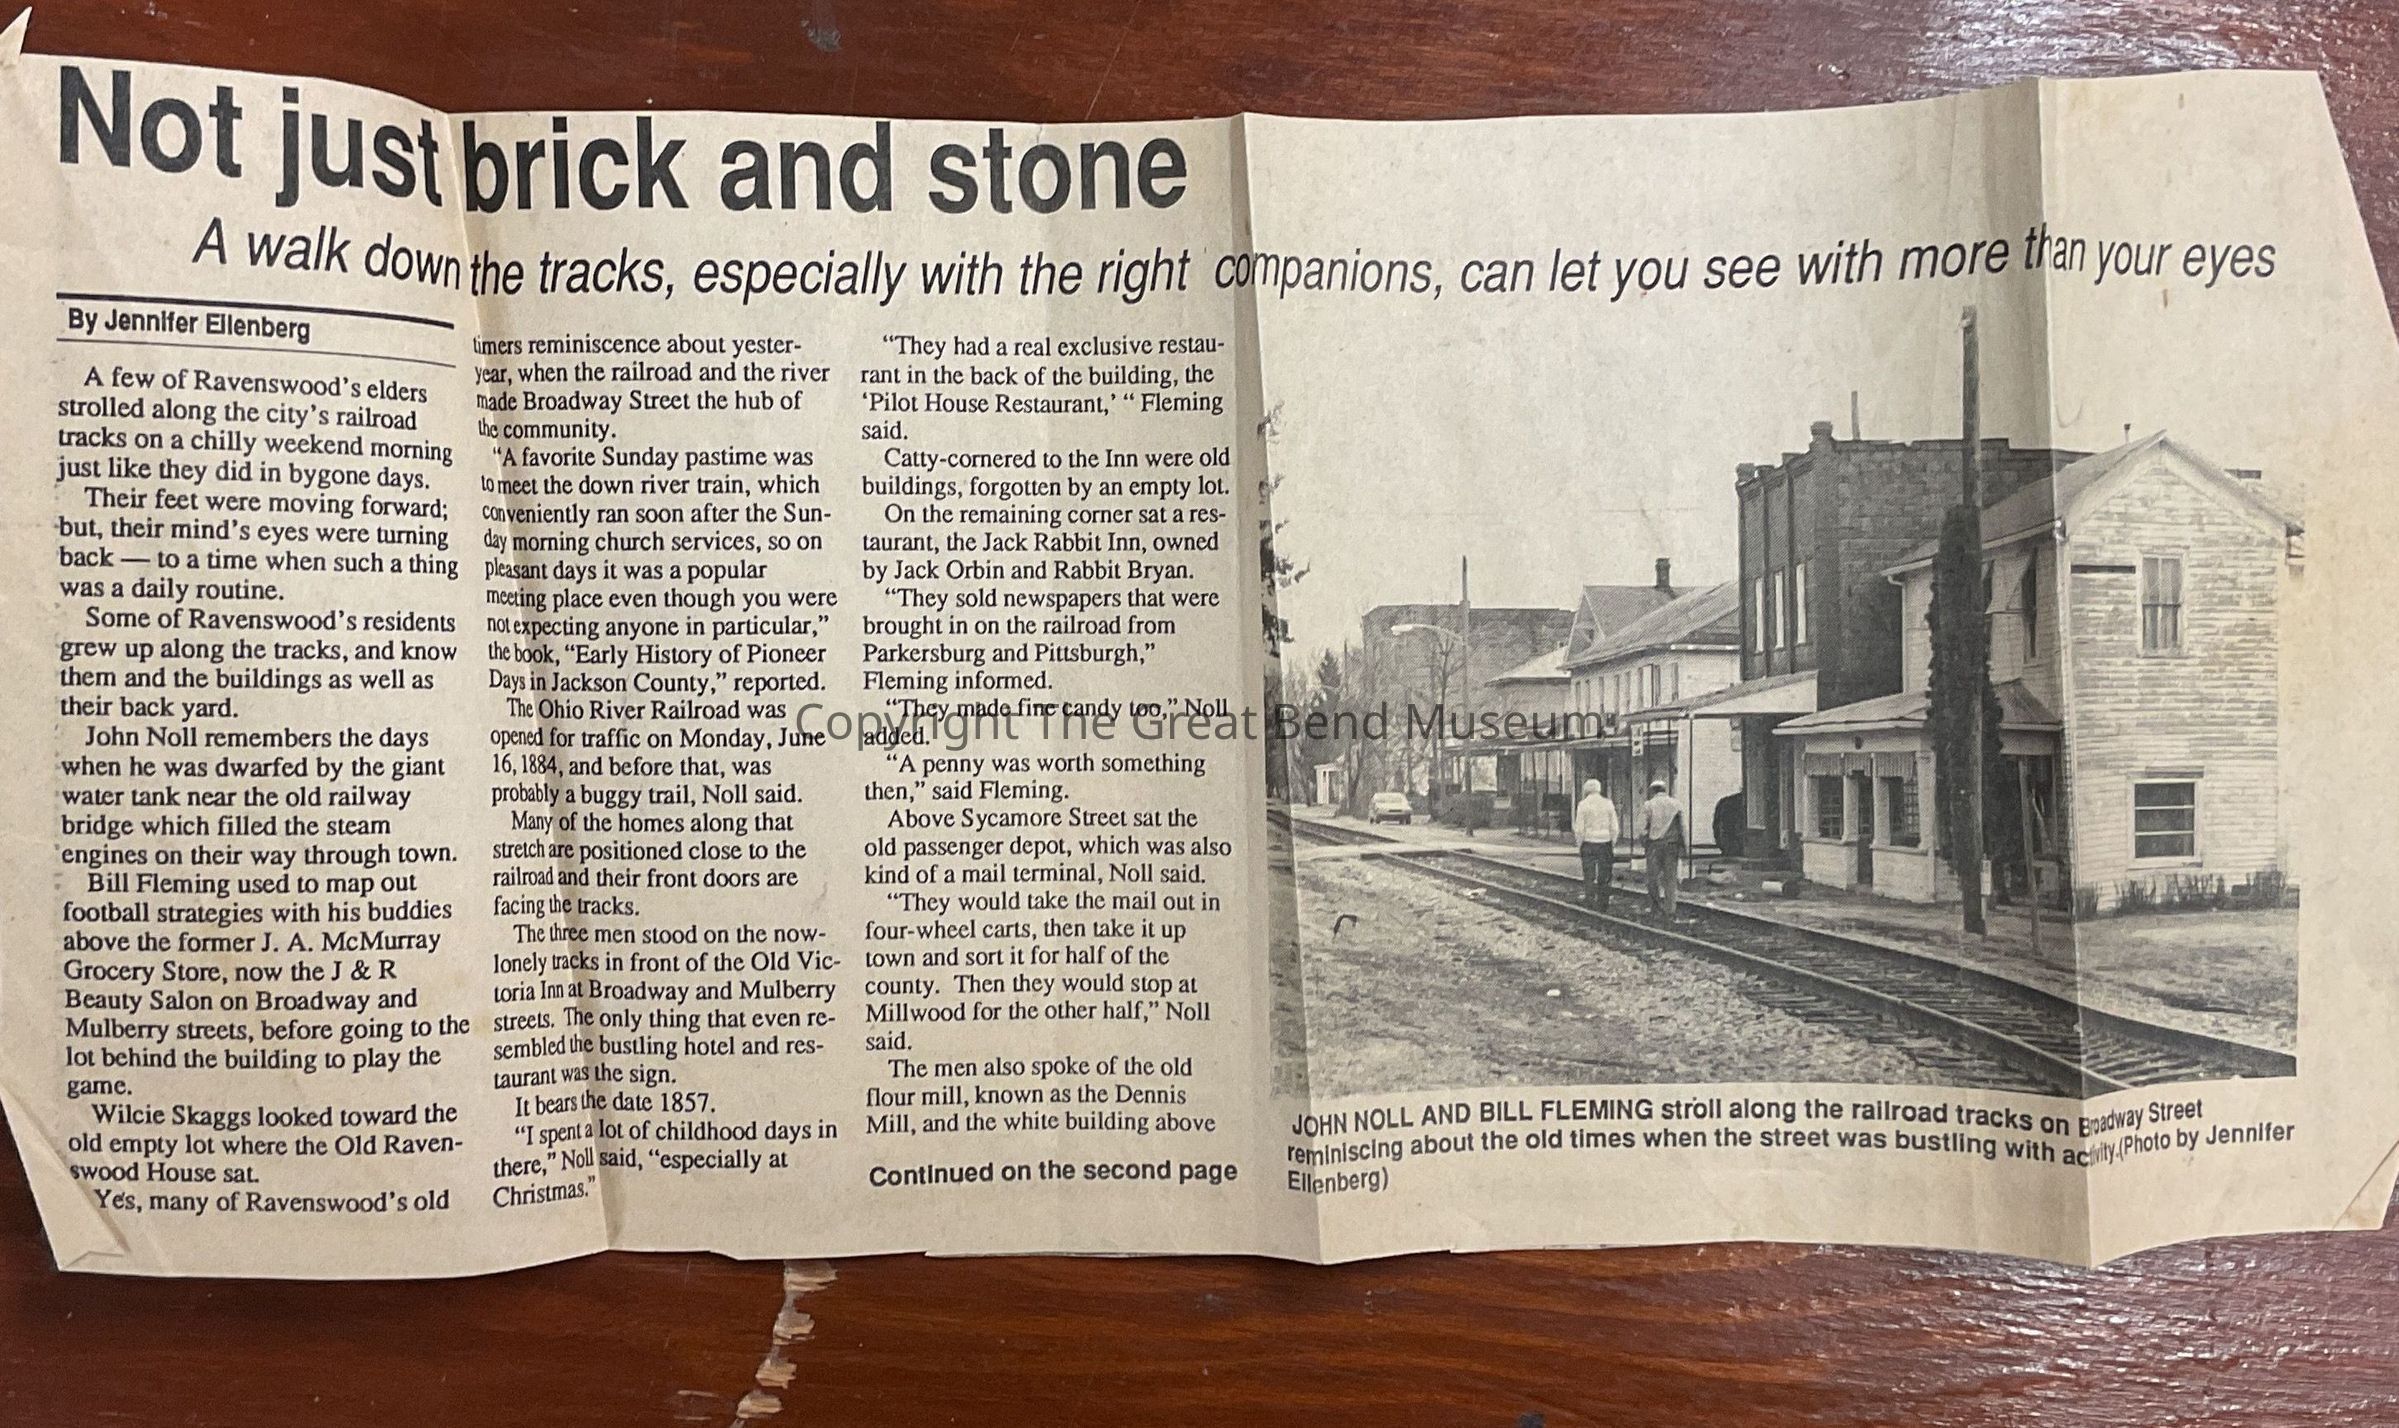 Not just brick and stone
A walk down the tracks, especially with the right companions, can let you see with more than your eyes
By Jennifer Ellenberg
A few of Ravenswood's elders
strolled along the city's railroad
tracks on a chilly weekend morning
just like they did in bygone days.
Their feet were moving forward;
but, their mind's eyes were turning
back — to a time when such a thing
was a daily routine.
Some of Ravenswood's residents
grew up along the tracks, and know
them and the buildings as well as
their back yard.
John Noll remembers the days
when he was dwarfed by the giant
water tank near the old railway
bridge which filled the steam
engines on their way through town.
Bill Fleming used to map out
football strategies with his buddies
above the former J. A. McMurray
Grocery Store, now the J & R
Beauty Salon on Broadway and
Mulberry streets, before going to the
lot behind the building to play the
game.
Wilcie Skaggs looked toward the
old empty lot where the Old Raven-
swood House sat.
Yes, many of Ravenswood's old
timers reminiscence about yester-
year, when the railroad and the river
made Broadway Street the hub of
the community.
"A favorite Sunday pastime was
to meet the down river train, which
conveniently ran soon after the Sun-
day morning church services, so on
pleasant days it was a popular
meeting place even though you were
not expecting anyone in particular,"
the book, "Early History of Pioneer
Days in Jackson County," reported.
The Ohio River Railroad was
opened for traffic on Monday, June
16, 1884, and before that, was
probably a buggy trail, Noll said.
Many of the homes along that
stretch are positioned close to the
railroad and their front doors are
facing the tracks.
The three men stood on the now-
lonely tracks in front of the Old Vic-
toria Inn at Broadway and Mulberry
streets. The only thing that even re-
sembled the bustling hotel and res-
taurant was the sign.
It bears the date 1857.
"I spent a lot of childhood days in
there," Noll said, "especially at
Christmas."
"They had a real exclusive restau-
rant in the back of the building, the
'Pilot House Restaurant,' " Fleming
said.
Catty-cornered to the Inn were old
buildings, forgotten by an empty lot.
On the remaining corner sat a res-
taurant, the Jack Rabbit Inn, owned
by Jack Orbin and Rabbit Bryan.
"They sold newspapers that were
brought in on the railroad from
Parkersburg and Pittsburgh,"
Fleming informed.
"They made fine candy too," Noll
added.
"A penny was worth something
then," said Fleming.
Above Sycamore Street sat the
old passenger depot, which was also
kind of a mail terminal, Noll said.
"They would take the mail out in
four-wheel carts, then take it up
town and sort it for half of the
county. Then they would stop at
Millwood for the other half," Noll
said.
The men also spoke of the old
flour mill, known as the Dennis
Mill, and the white building above
Continued on the second page
JOHN NOLL AND BILL FLEMING stroll along the railroad tracks on Broadway Street
reminiscing about the old times when the street was bustling with activity.(Photo by Jennifer
Ellenberg)
Copyright The Great Bend Museum